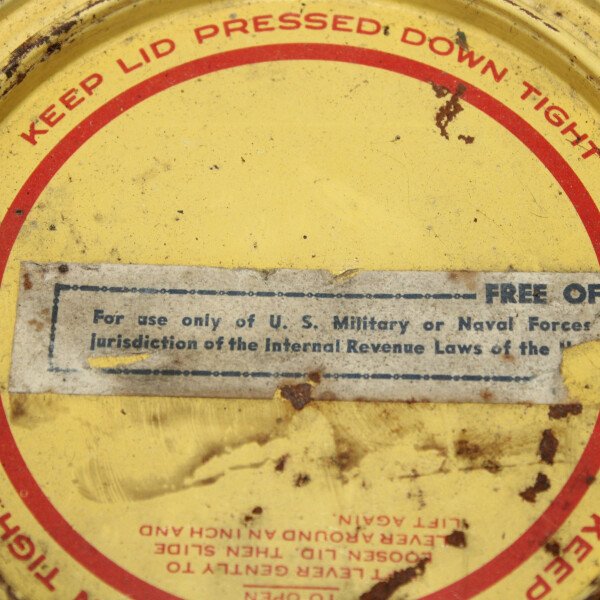 KEEP LID PRESSED DOWN TIGHT
FREE OF
For use only of U. S. Military or Naval Forces
jurisdiction of the Internal Revenue Laws of the
KEEP
TIGHT
TO OPEN
LEVER GENTLY TO
LOOSEN LID. THEN SLIDE
LEVER AROUND AN INCH AND
LIFT AGAIN.